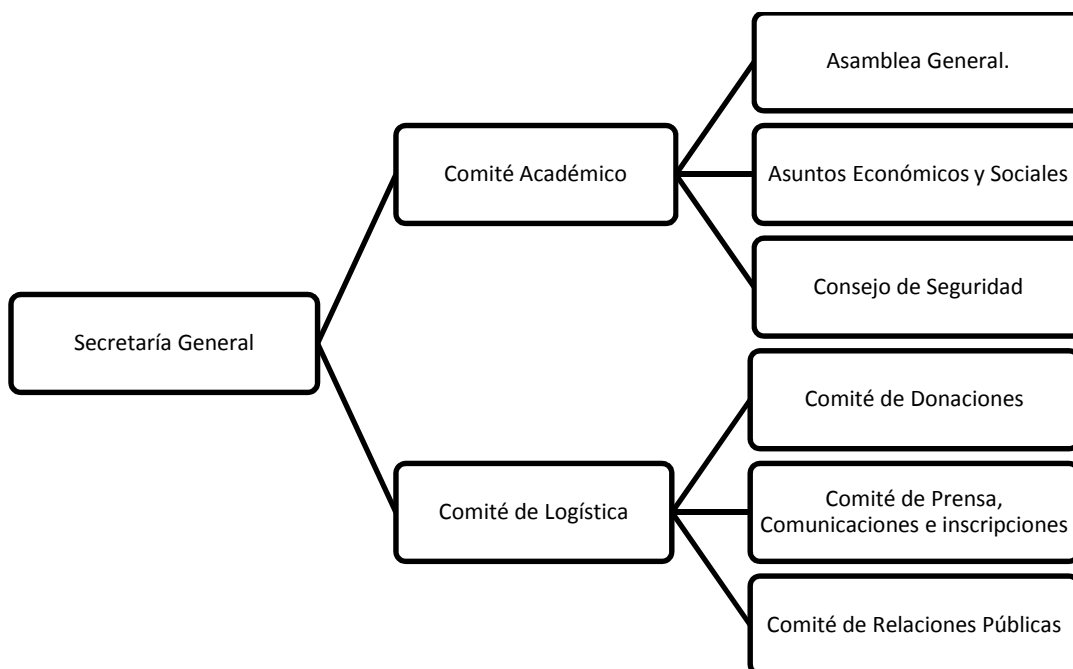 Secretaría General
Comité Académico
Asamblea General.
Asuntos Económicos y Sociales
Consejo de Seguridad
Comité de Logística
Comité de Donaciones
Comité de Prensa,
Comunicaciones e inscripciones
Comité de Relaciones Públicas